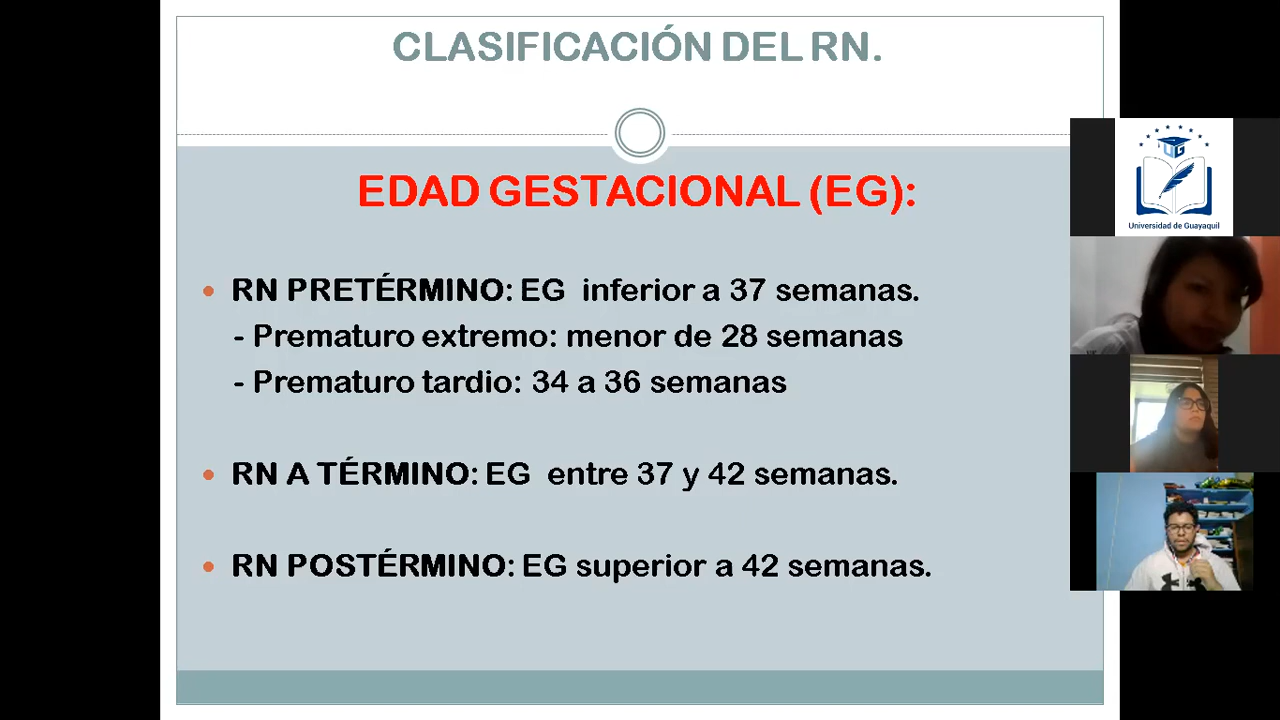 CLASIFICACIÓN DEL RN.
EDAD GESTACIONAL (EG):
• RN PRETÉRMINO: EG inferior a 37 semanas.
- Prematuro extremo: menor de 28 semanas
- Prematuro tardio: 34 a 36 semanas
• RN A TÉRMINO: EG entre 37 y 42 semanas.
• RN POSTÉRMINO: EG superior a 42 semanas.
UG
Universidad de Guayaquil